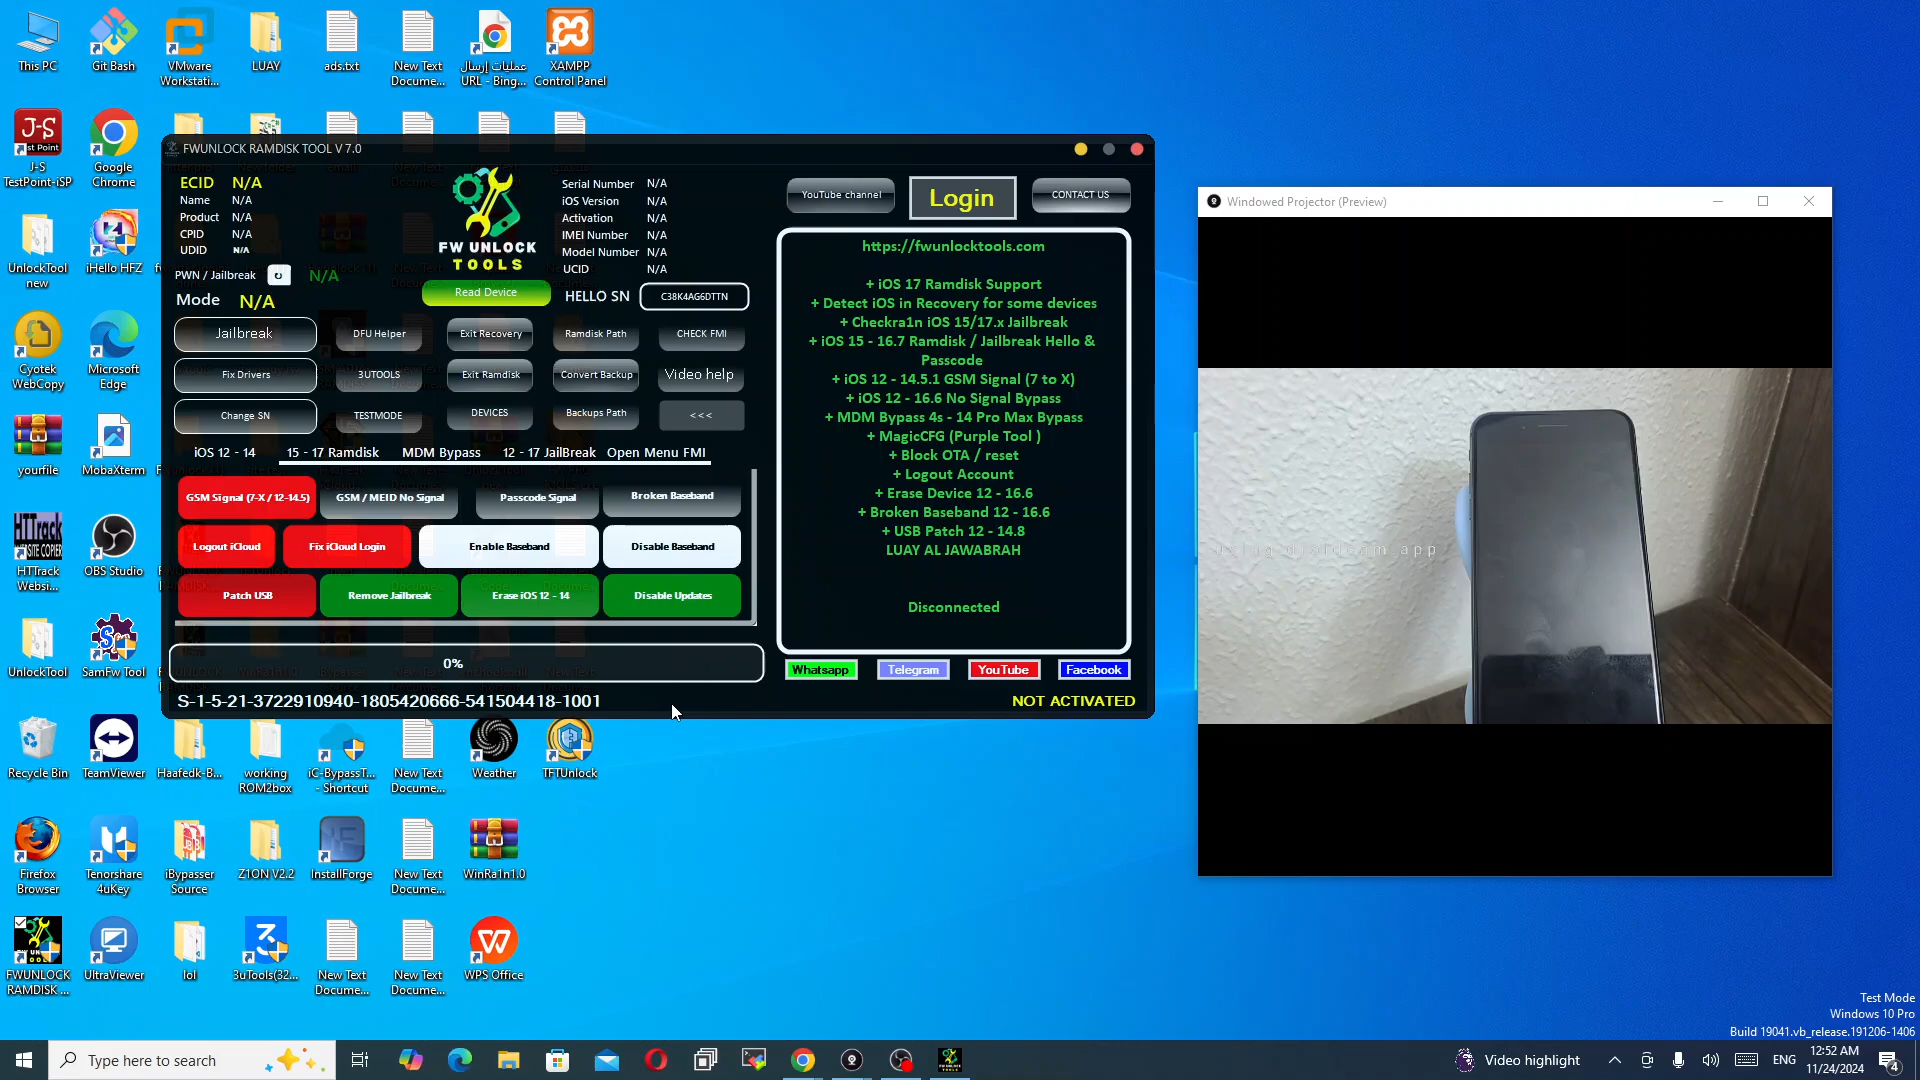 This PC
Git Bash
VMware
Workstati...
LUAY
ads.txt
New Text
Docume...
عمليات إرسال
URL - Bing...
XAMPP
Control Panel
J-S
TestPoint-iSP
Google
Chrome
UnlockTool
new
iHello HFZ
Cyotek
WebCopy
Microsoft
Edge
yourfile
MobaXterm
HTTrack
Websi...
OBS Studio
UnlockTool
SamFw Tool
Recycle Bin
TeamViewer
Haafedk-B...
working
ROM2box
iC-BypassT...
- Shortcut
New Text
Docume...
Weather
TFTUnlock
Firefox
Browser
Tenorshare
4uKey
iBypasser
Source
Z1ON V2.2
InstallForge
New Text
Docume...
WinRa1n1.0
FWUNLOCK
RAMDISK ...
UltraViewer
lol
3uTools(32...
New Text
Docume...
New Text
Docume...
WPS Office
FWUNLOCK RAMDISK TOOL V 7.0
ECID N/A
Name N/A
Product N/A
CPID N/A
UDID N/A
PWN / Jailbreak N/A
Mode N/A
FW UNLOCK
TOOLS
Read Device
Serial Number N/A
iOS Version N/A
Activation N/A
IMEI Number N/A
Model Number N/A
UCID N/A
HELLO SN C38K4AG6DTTN
YouTube channel
Login
CONTACT US
Jailbreak
DFU Helper
Exit Recovery
Ramdisk Path
CHECK FMI
Fix Drivers
3UTOOLS
Exit Ramdisk
Convert Backup
Video help
Change SN
TESTMODE
DEVICES
Backups Path
<<<
iOS 12 - 14
15 - 17 Ramdisk
MDM Bypass
12 - 17 JailBreak
Open Menu FMI
GSM Signal (7-X / 12-14.5)
GSM / MEID No Signal
Passcode Signal
Broken Baseband
Logout iCloud
Fix iCloud Login
Enable Baseband
Disable Baseband
Patch USB
Remove Jailbreak
Erase iOS 12 - 14
Disable Updates
0%
S-1-5-21-3722910940-1805420666-541504418-1001
https://fwunlocktools.com
+ iOS 17 Ramdisk Support
+ Detect iOS in Recovery for some devices
+ Checkra1n iOS 15/17.x Jailbreak
+ iOS 15 - 16.7 Ramdisk / Jailbreak Hello &
Passcode
+ iOS 12 - 14.5.1 GSM Signal (7 to X)
+ iOS 12 - 16.6 No Signal Bypass
+ MDM Bypass 4s - 14 Pro Max Bypass
+ MagicCFG (Purple Tool )
+ Block OTA / reset
+ Logout Account
+ Erase Device 12 - 16.6
+ Broken Baseband 12 - 16.6
+ USB Patch 12 - 14.8
LUAY AL JAWABRAH
Disconnected
Whatsapp
Telegram
YouTube
Facebook
NOT ACTIVATED
Windowed Projector (Preview)
Test Mode
Windows 10 Pro
Build 19041.vb_release.191206-1406
Type here to search
Video highlight
ENG
12:52 AM
11/24/2024
4